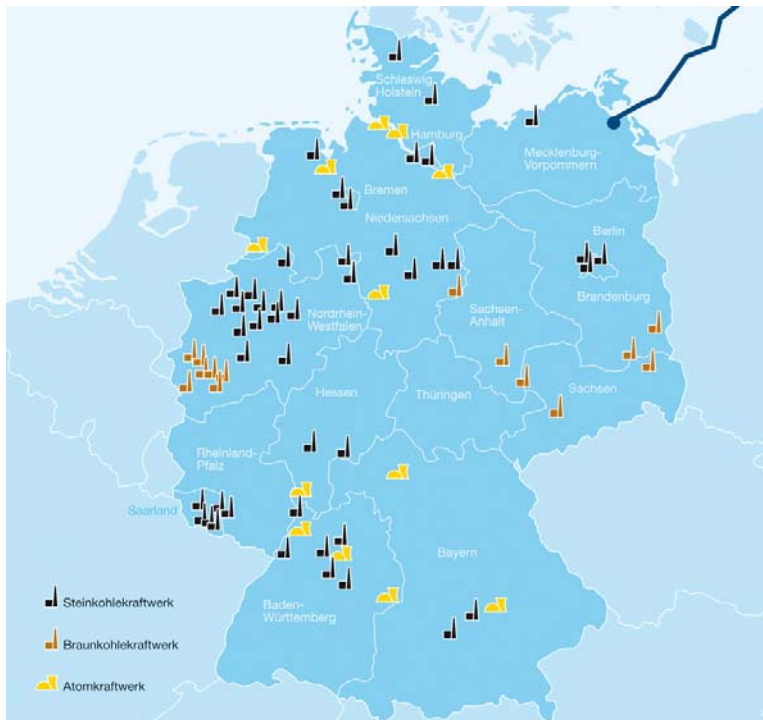 Schleswig
Holstein
Hamburg
Mecklenburg-
Vorpommern
Bremen
Niedersachsen
Berlin
Brandenburg
Nordrhein-
Westfalen
Sachsen-
Anhalt
Hessen
Thüringen
Sachsen
Rheinland-
Pfalz
Saarland
Bayern
Baden-
Württemberg
Steinkohlekraftwerk
Braunkohlekraftwerk
Atomkraftwerk